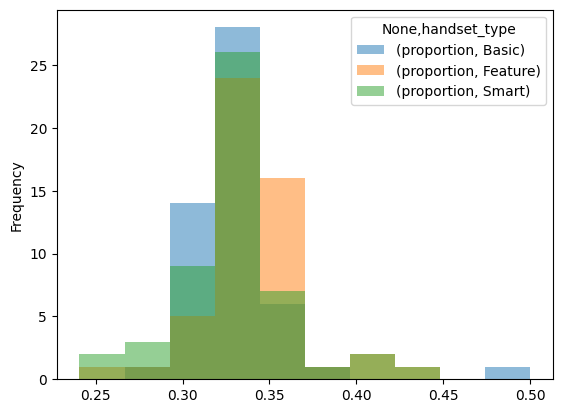 None,handset_type
(proportion, Basic)
(proportion, Feature)
(proportion, Smart)
Frequency
25
20
15
10
5
0
0.25 0.30 0.35 0.40 0.45 0.50